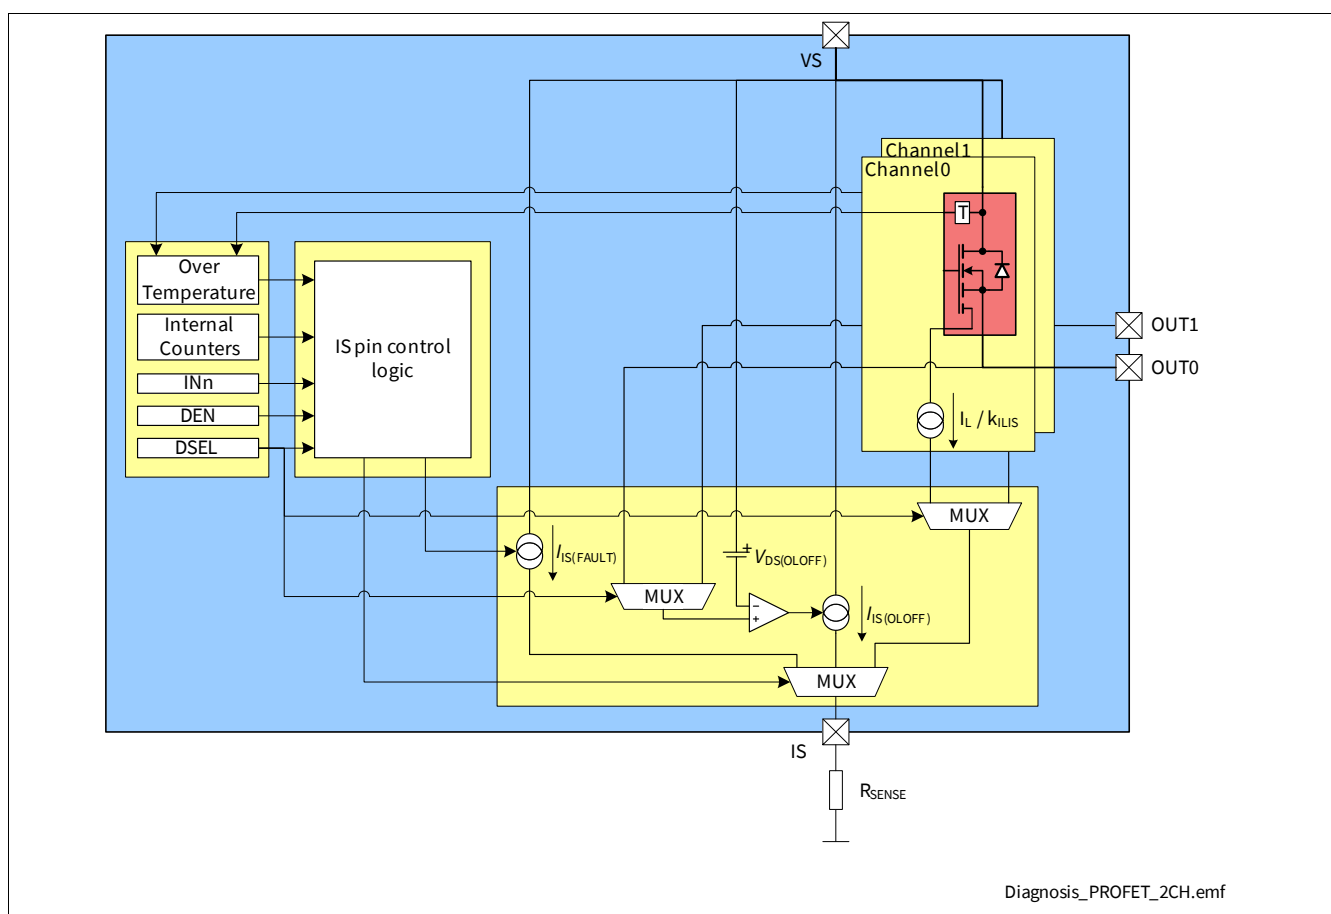 VS
Channel1
Channel0
T
Over
Temperature
Internal
Counters
INn
DEN
DSEL
IS pin control
logic
OUT1
OUT0
IL / kILIS
MUX
IIS(FAULT)
+
VDS(OLOFF)
MUX
−
+
IIS(OLOFF)
MUX
IS
RSENSE
Diagnosis_PROFET_2CH.emf